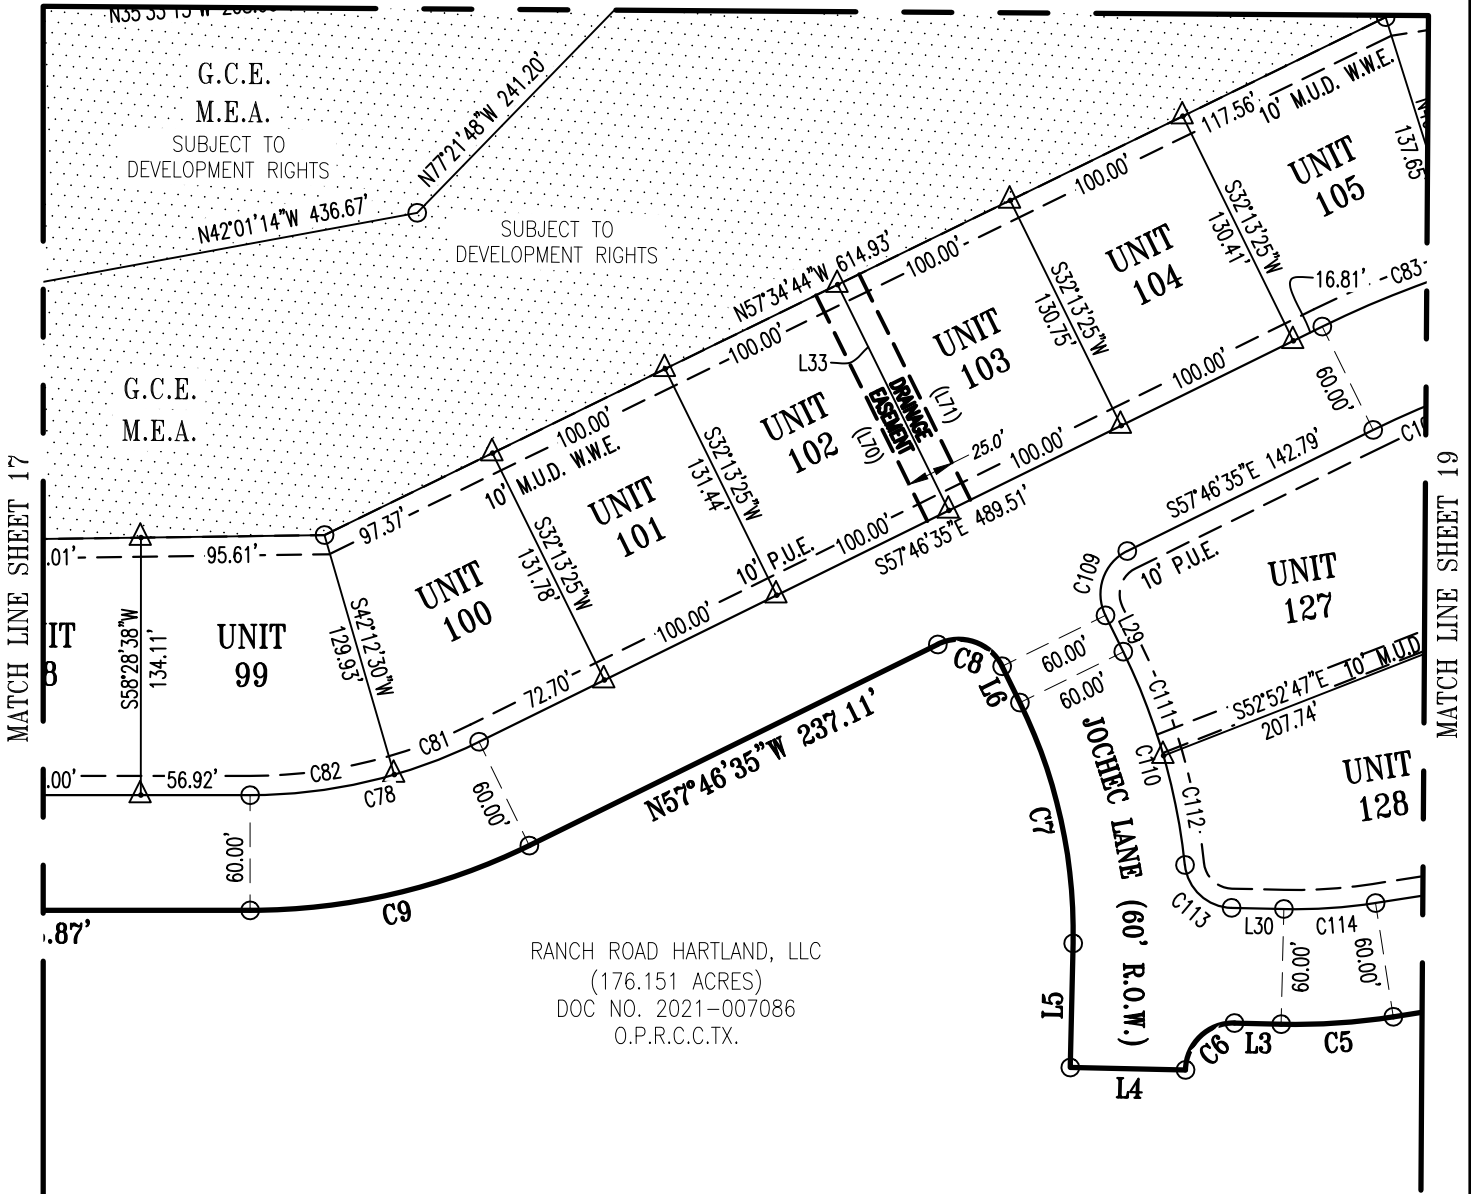 N35°35'15"W
G.C.E.
M.E.A.
SUBJECT TO
DEVELOPMENT RIGHTS
N77°21'48"W 241.20'
N42°01'14"W 436.67'
SUBJECT TO
DEVELOPMENT RIGHTS
G.C.E.
M.E.A.
MATCH LINE SHEET 17
MATCH LINE SHEET 19
N57°34'44"W 614.93'
117.56'
10' M.U.D. W.W.E.
137.65
UNIT
105
S32°13'25"W
130.41'
16.81'
C83
100.00'
UNIT
104
S32°13'25"W
130.75'
100.00'
100.00'
UNIT
103
L33
DRAINAGE
EASEMENT
(L71)
(L70)
25.0'
100.00'
100.00'
UNIT
102
S32°13'25"W
131.44'
100.00'
S57°46'35"E 489.51'
10' P.U.E.
100.00'
10' M.U.D. W.W.E.
UNIT
101
S32°13'25"W
131.78'
100.00'
97.37'
UNIT
100
S42°12'30"W
129.93'
72.70'
C81
C82
C78
.01'
95.61'
S58°28'38"W
134.11'
UNIT
99
IT
8
.00'
56.92'
60.00'
60.00'
.87'
C9
N57°46'35"W 237.11'
C8
L6
60.00'
60.00'
L29
C109
10' P.U.E.
S57°46'35"E 142.79'
60.00'
UNIT
127
C111
C110
S52°52'47"E
207.74'
10' M.U.D
UNIT
128
C112
C113
L30
C114
60.00'
60.00'
JOCHEC LANE (60' R.O.W.)
C7
L5
L4
C6
L3
C5
RANCH ROAD HARTLAND, LLC
(176.151 ACRES)
DOC NO. 2021-007086
O.P.R.C.C.TX.